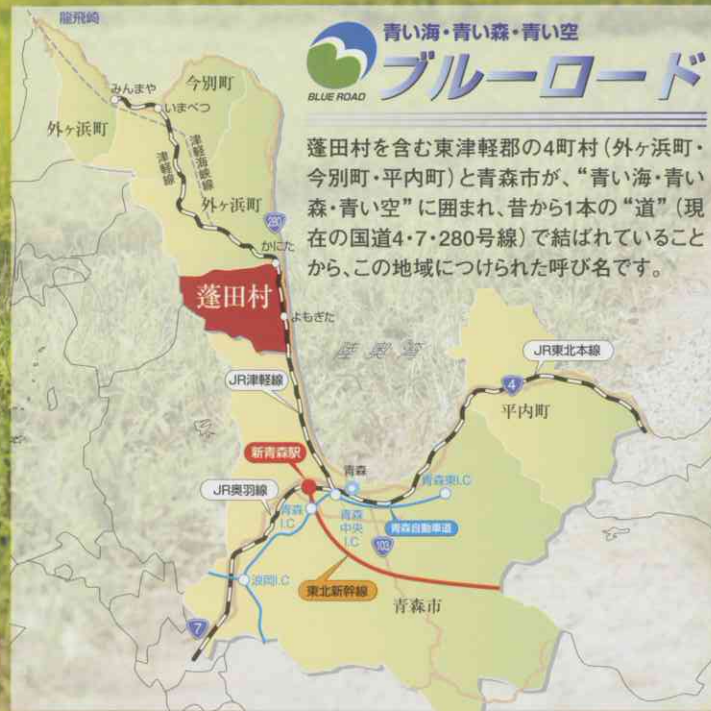 龍飛崎
青い海・青い森・青い空
ブルーロード
BLUE ROAD
蓬田村を含む東津軽郡の4町村(外ヶ浜町・
今別町・平内町)と青森市が、“青い海・青い
森・青い空”に囲まれ、昔から1本の“道”(現
在の国道4・7・280号線)で結ばれていること
から、この地域につけられた呼び名です。
みんまや
いまべつ
今別町
外ヶ浜町
津軽線
津軽海峡線
外ヶ浜町
280
かにた
蓬田村
よもぎた
陸奥湾
JR津軽線
JR東北本線
4
平内町
新青森駅
青森
青森東I.C
JR奥羽線
青森
I.C
青森
中央
I.C
青森自動車道
103
浪岡I.C
東北新幹線
青森市
7